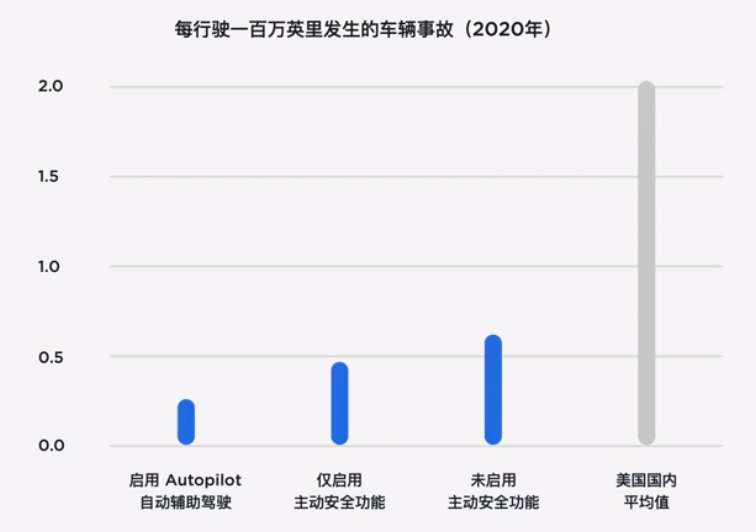 每行驶一百万英里发生的车辆事故（2020年）
2.0
1.5
1.0
0.5
0.0
启用 Autopilot
自动辅助驾驶
仅启用
主动安全功能
未启用
主动安全功能
美国国内
平均值